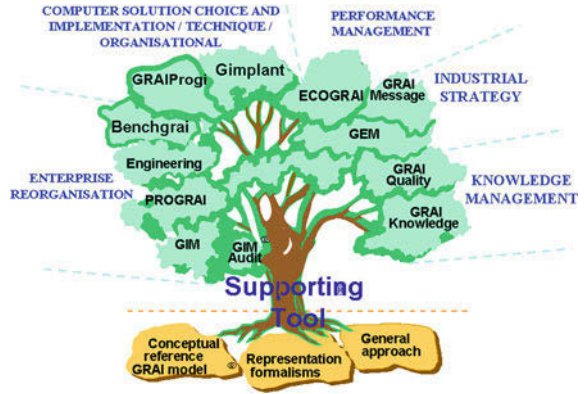 COMPUTER SOLUTION CHOICE AND
IMPLEMENTATION / TECHNIQUE /
ORGANISATIONAL
PERFORMANCE
MANAGEMENT
GRAIProgi
Gimplant
ECOGRAI
GRAI
Message
INDUSTRIAL
STRATEGY
Benchgrai
GEM
Engineering
ENTERPRISE
REORGANISATION
GRAI
Quality
KNOWLEDGE
MANAGEMENT
PROGRAI
GRAI
Knowledge
GIM
GIM
Audit
®
Supporting
Tool
®
Conceptual
reference
GRAI model
®
Representation
formalisms
General
approach